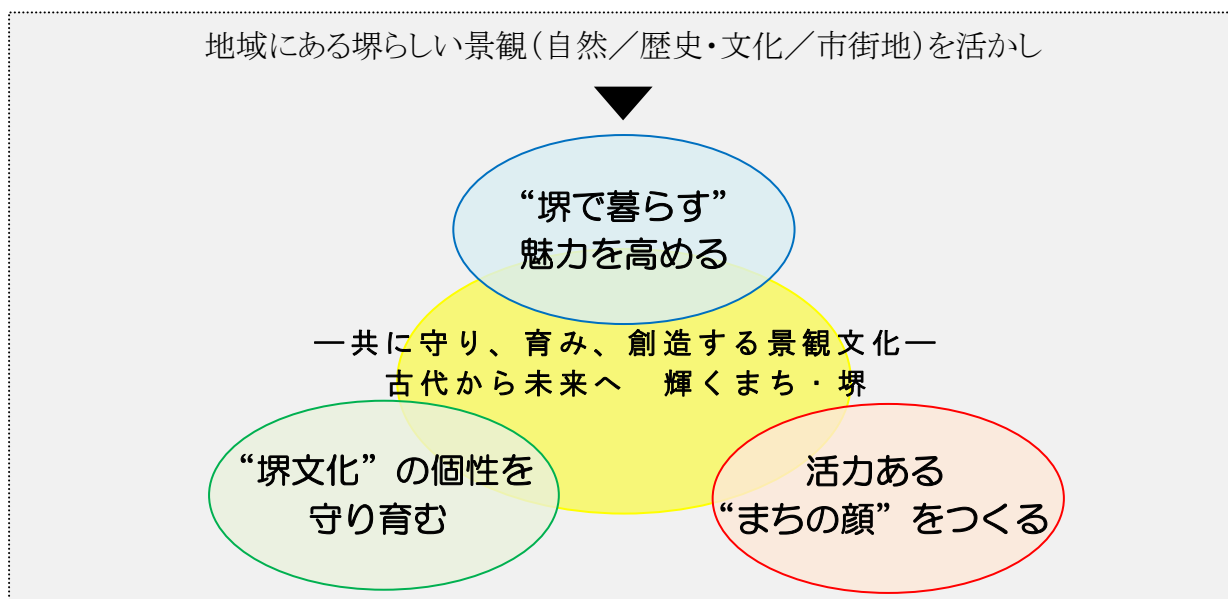 地域にある堺らしい景観(自然／歴史・文化／市街地)を活かし
“堺で暮らす”
魅力を高める
―共に守り、育み、創造する景観文化―
古代から未来へ　輝くまち・堺
“堺文化”の個性を
守り育む
活力ある
“まちの顔”をつくる